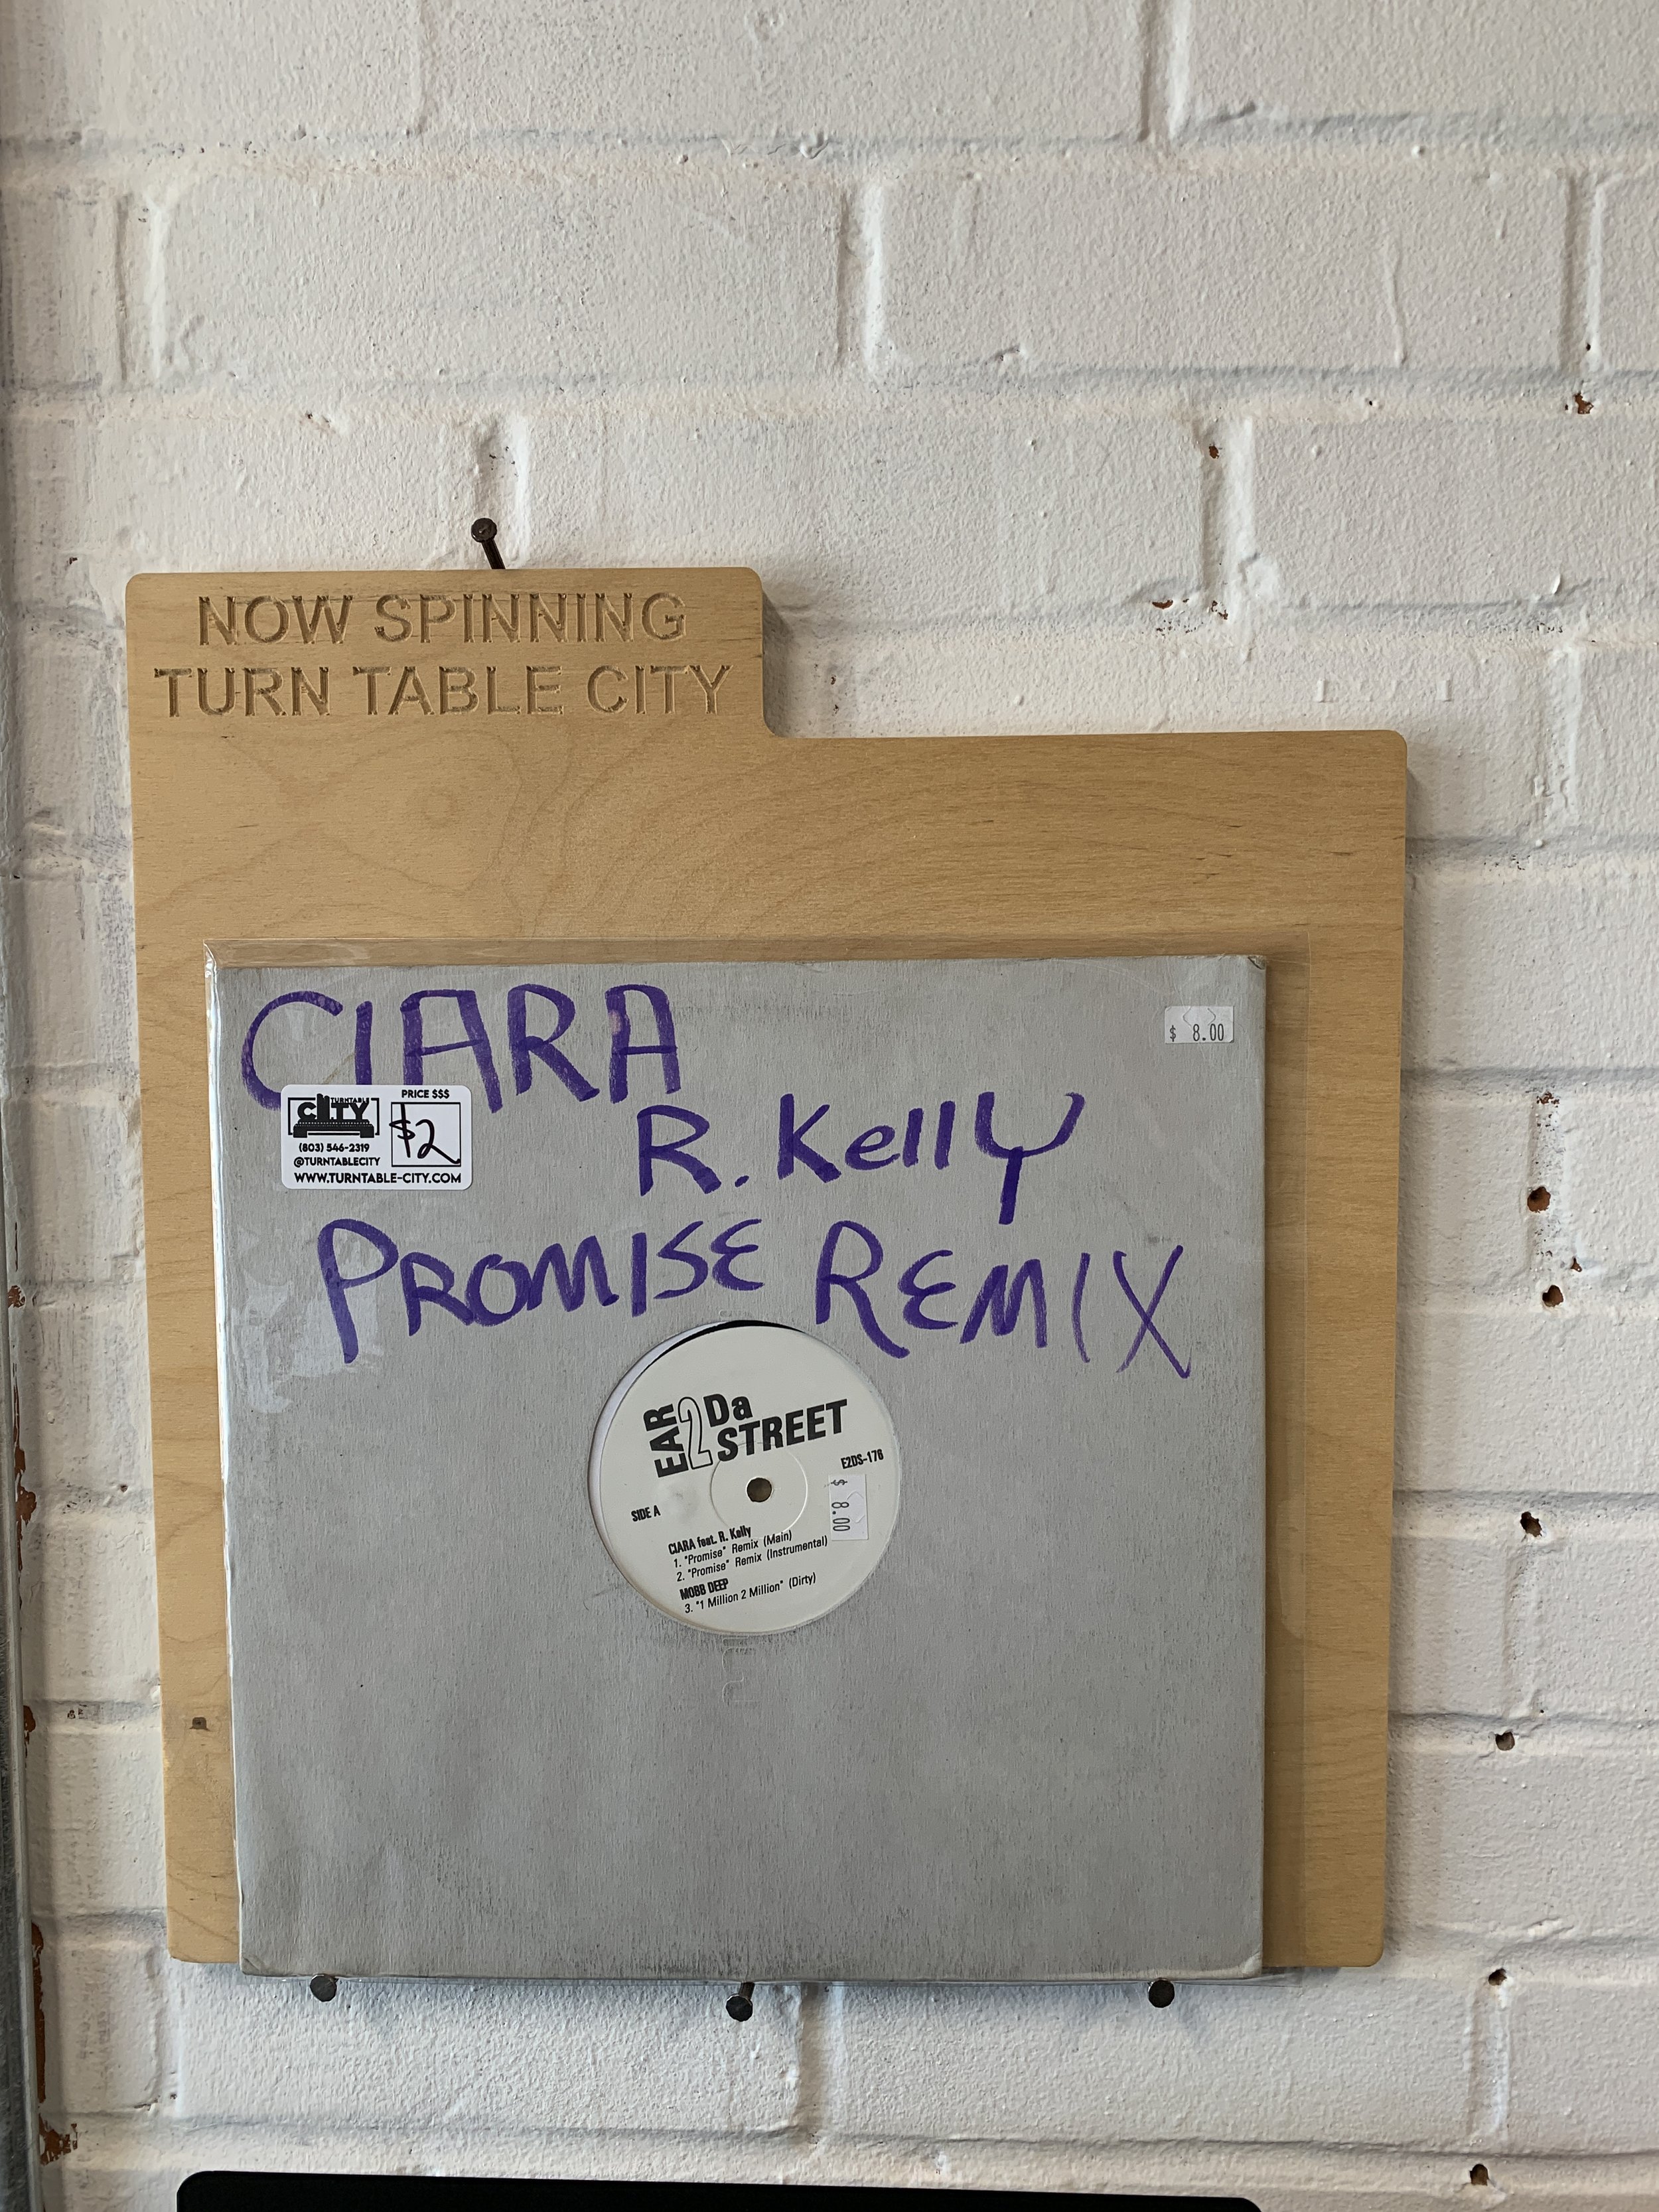 NOW SPINNING
TURN TABLE CITY
CIARA
$ 8.00
R. Kelly
TURNTABLE
CITY
PRICE $$$
$2
(803) 546-2319
@TURNTABLECITY
WWW.TURNTABLE-CITY.COM
PROMISE REMIX
EAR 2 Da STREET
E2DS-176
SIDE A
$ 8.00
CIARA feat. R. Kelly
1. "Promise" Remix (Main)
2. "Promise" Remix (Instrumental)
MOBB DEEP
3. "1 Million 2 Million" (Dirty)